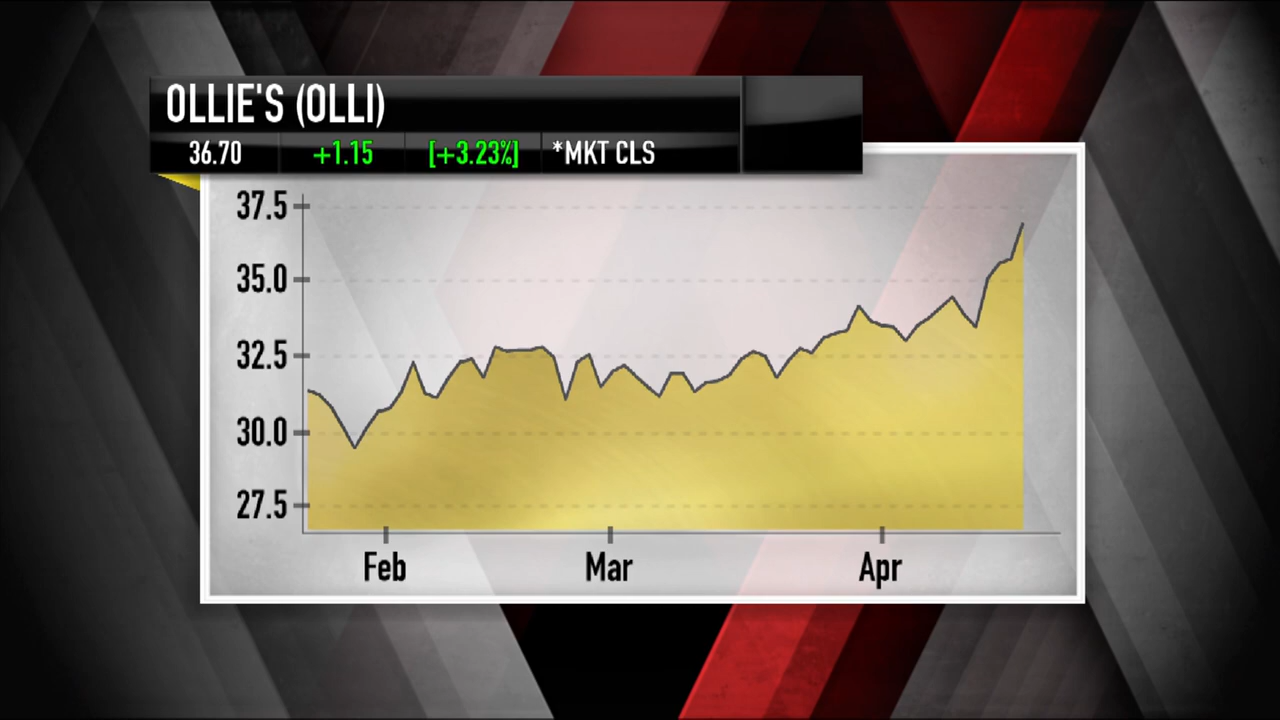 OLLIE'S (OLLI)
36.70 +1.15 [+3.23%] *MKT CLS
37.5
35.0
32.5
30.0
27.5
Feb Mar Apr